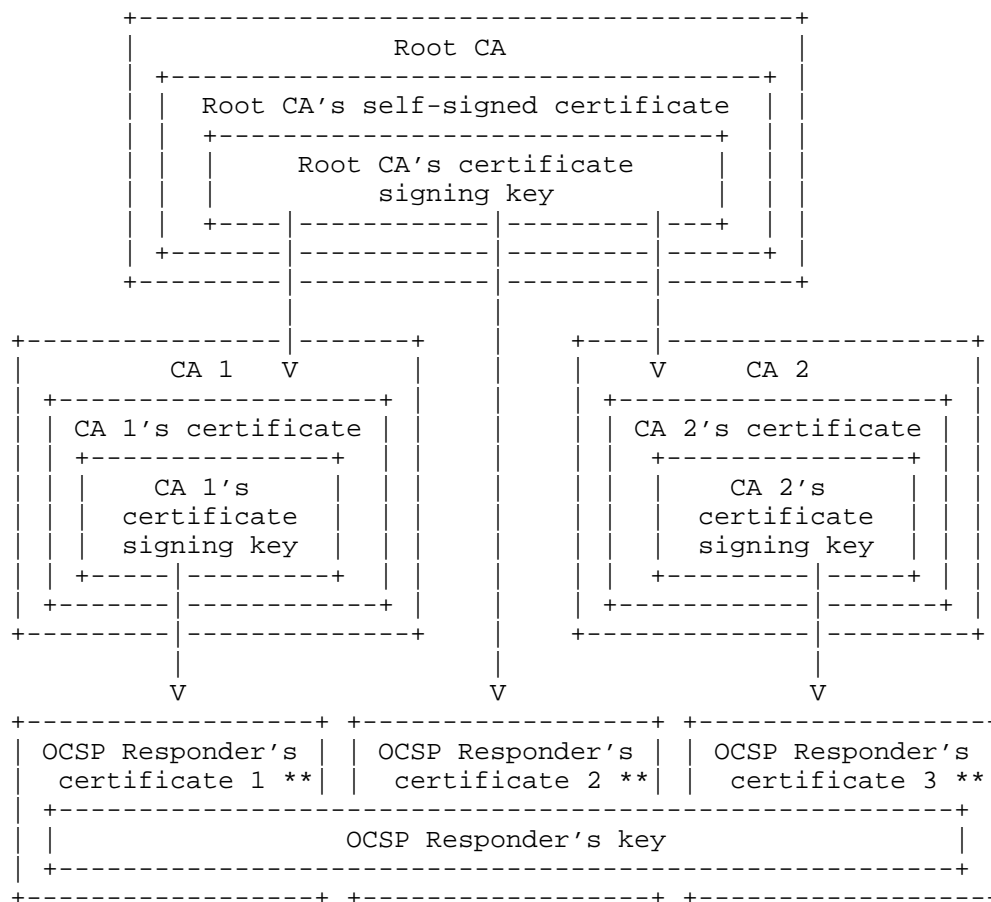 Root CA
Root CA's self-signed certificate
Root CA's certificate
signing key
CA 1 V V CA 2
CA 1's certificate CA 2's certificate
CA 1's CA 2's
certificate certificate
signing key signing key
V V V
OCSP Responder's OCSP Responder's OCSP Responder's
certificate 1 ** certificate 2 ** certificate 3 **
OCSP Responder's key